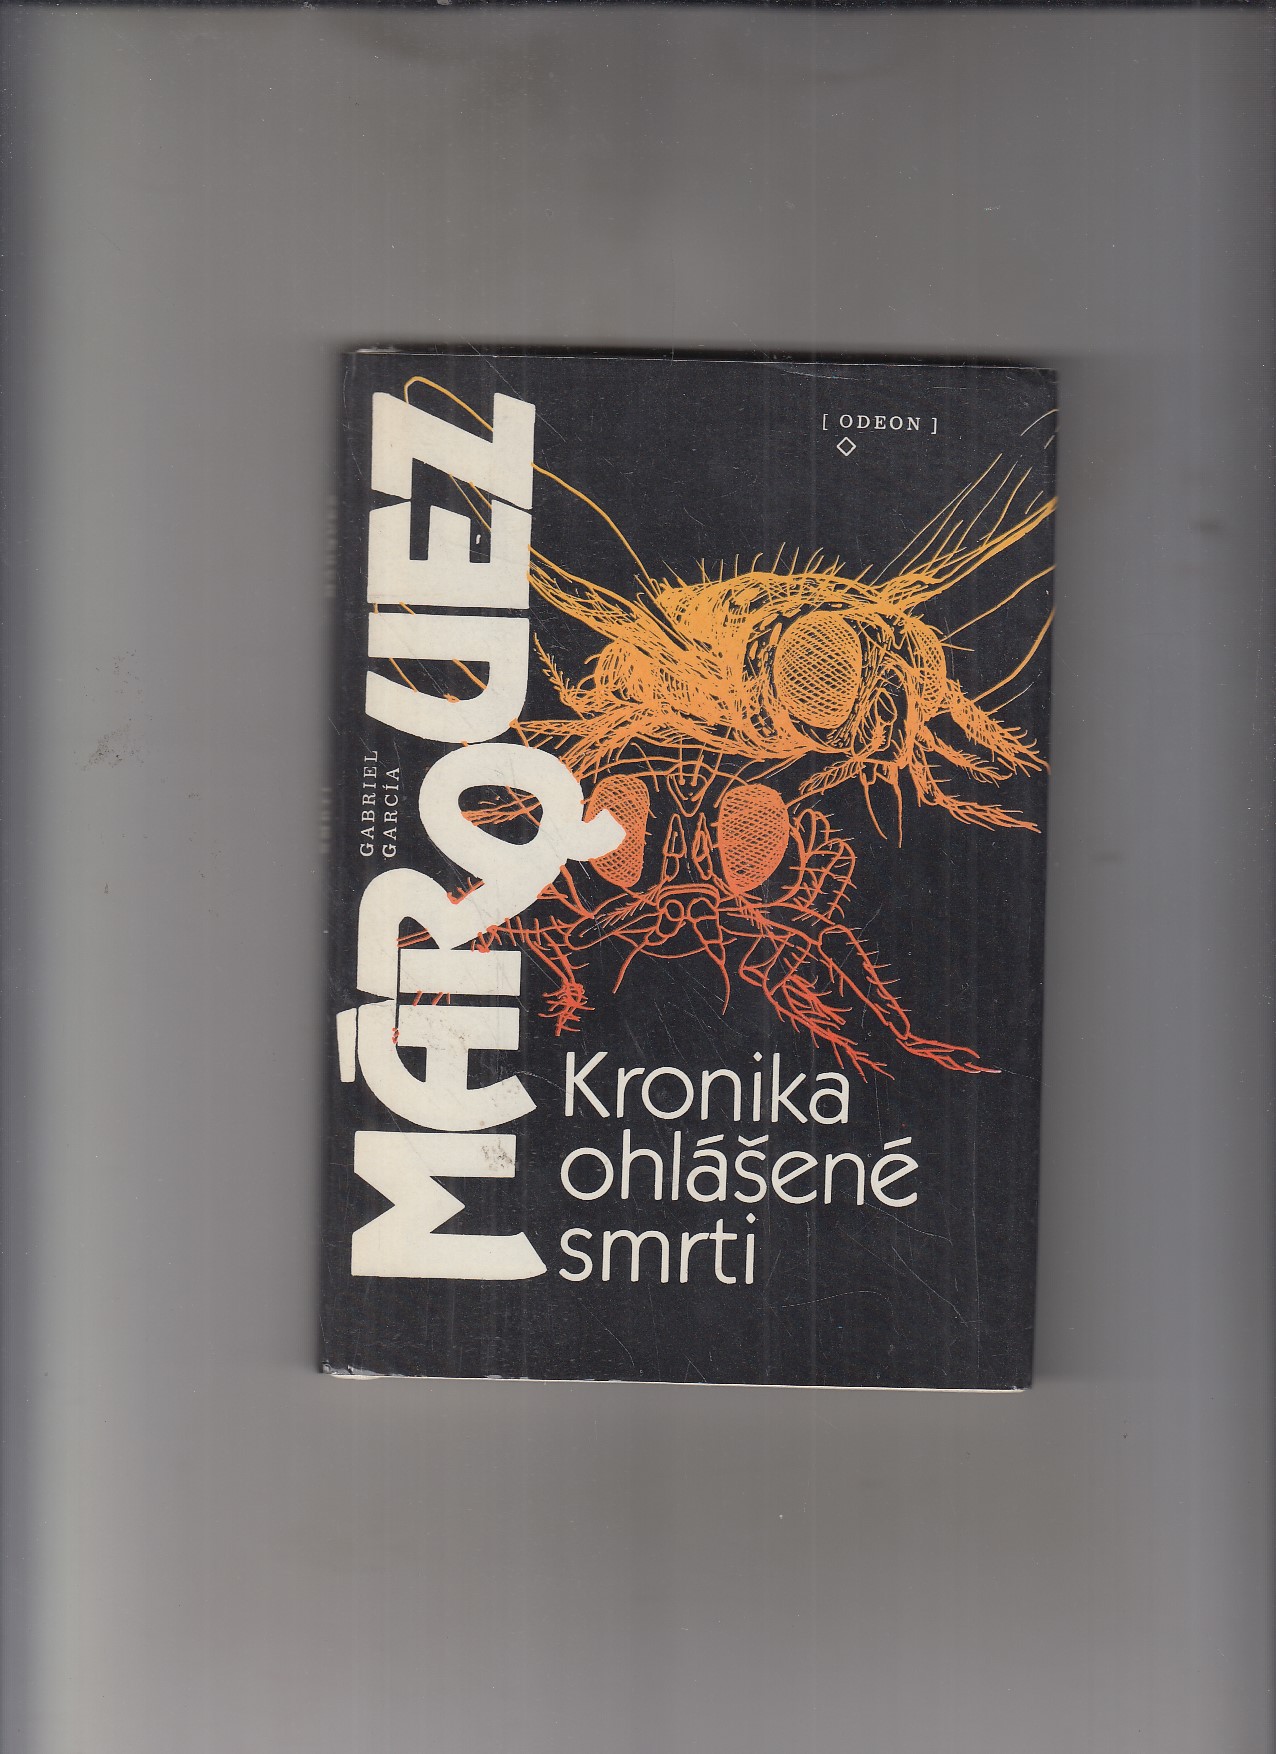 [ ODEON ]
GABRIEL
GARCÍA
MÁRQUEZ
Kronika
ohlášené
smrti